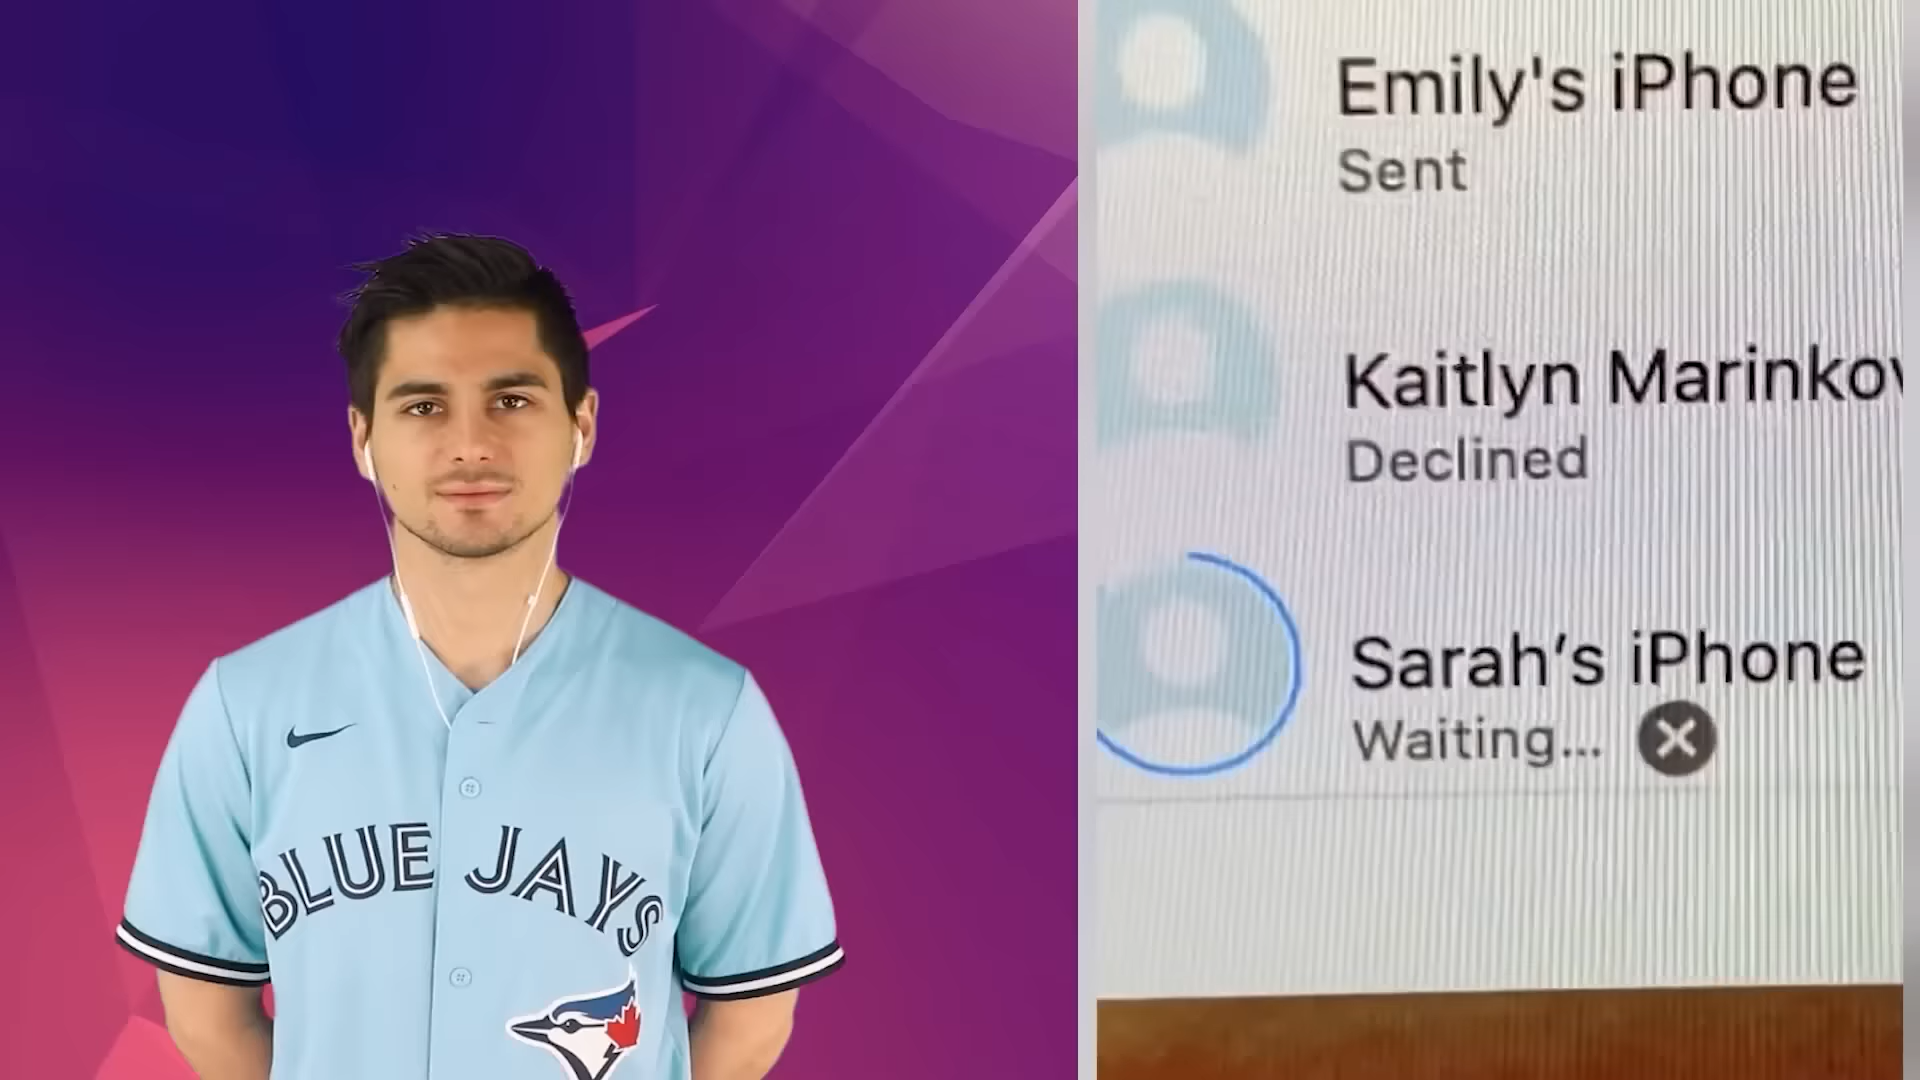 BLUE JAYS
Emily's iPhone
Sent
Kaitlyn Marinkov
Declined
Sarah’s iPhone
Waiting...